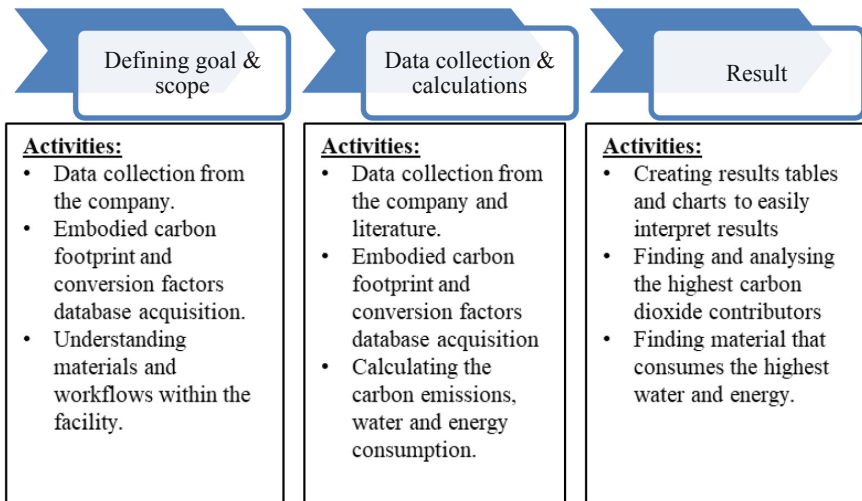 Defining goal &
scope
Activities:
• Data collection from
the company.
• Embodied carbon
footprint and
conversion factors
database acquisition.
• Understanding
materials and
workflows within the
facility.
Data collection &
calculations
Activities:
• Data collection from
the company and
literature.
• Embodied carbon
footprint and
conversion factors
database acquisition
• Calculating the
carbon emissions,
water and energy
consumption.
Result
Activities:
• Creating results tables
and charts to easily
interpret results
• Finding and analysing
the highest carbon
dioxide contributors
• Finding material that
consumes the highest
water and energy.